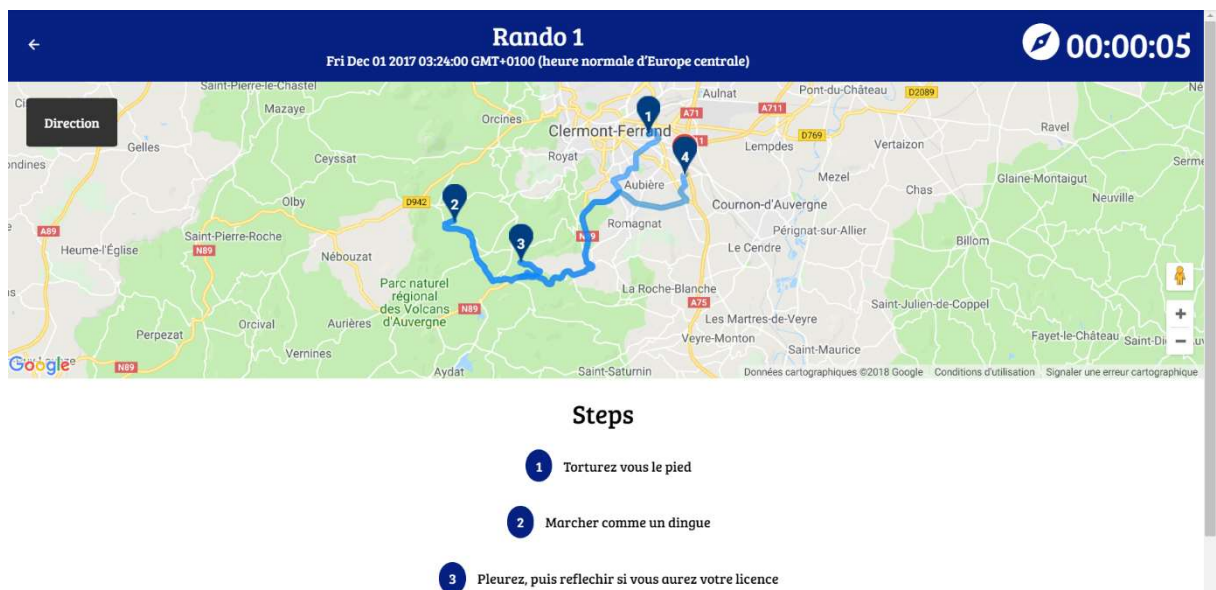 Rando 1
Fri Dec 01 2017 03:24:00 GMT+0100 (heure normale d'Europe centrale)
00:00:05
Direction
Saint-Pierre-le-Chastel
Mazaye
Gelles
Ceyssat
Olby
Orcines
Clermont-Ferrand
Royat
Aulnat
A71
A711
Pont-du-Château
D2089
D769
Lempdes
Vertaizon
Ravel
Mezel
Chas
Glaine-Montaigut
Neuville
Aubière
Cournon-d'Auvergne
Romagnat
Pérignat-sur-Allier
Billom
Le Cendre
D942
A89
Heume-l'Église
Saint-Pierre-Roche
N89
Nébouzat
Parc naturel
régional
des Volcans
d'Auvergne
N89
La Roche-Blanche
A75
Les Martres-de-Veyre
Veyre-Monton
Saint-Maurice
Saint-Julien-de-Coppel
Fayet-le-Château
Perpezat
Orcival
Aurières
Vernines
N89
Aydat
Saint-Saturnin
1
2
3
4
+
−
Google
Données cartographiques ©2018 Google Conditions d'utilisation Signaler une erreur cartographique
Steps
1 Torturez vous le pied
2 Marcher comme un dingue
3 Pleurez, puis reflechir si vous aurez votre licence